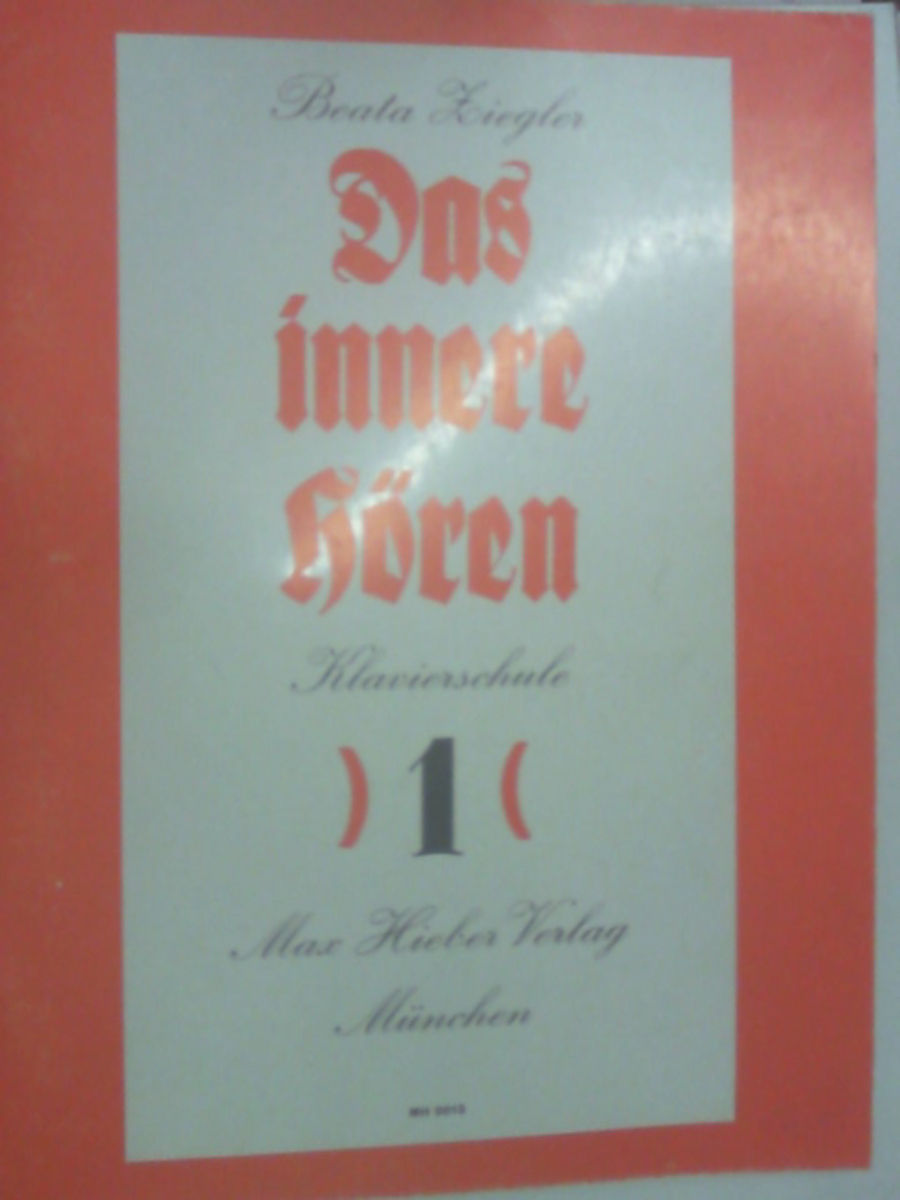 Beata Ziegler
Das
innere
Hören
Klavierschule
) 1 (
Max Hieber Verlag
München